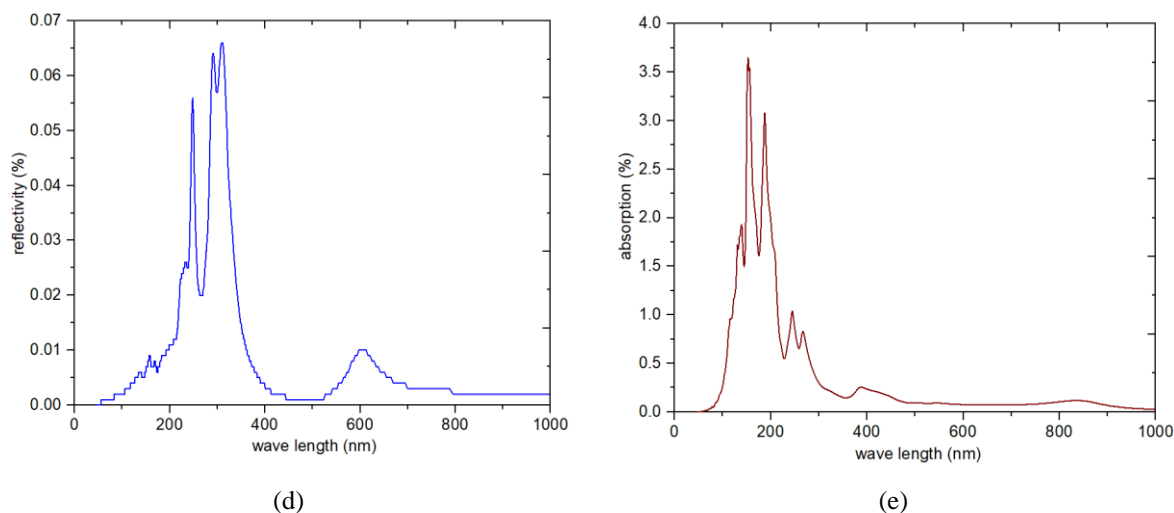 0.07
0.06
0.05
0.04
0.03
0.02
0.01
0.00
reflectivity (%)
0 200 400 600 800 1000
wave length (nm)
(d)
4.0
3.5
3.0
2.5
2.0
1.5
1.0
0.5
0.0
absorption (%)
0 200 400 600 800 1000
wave length (nm)
(e)